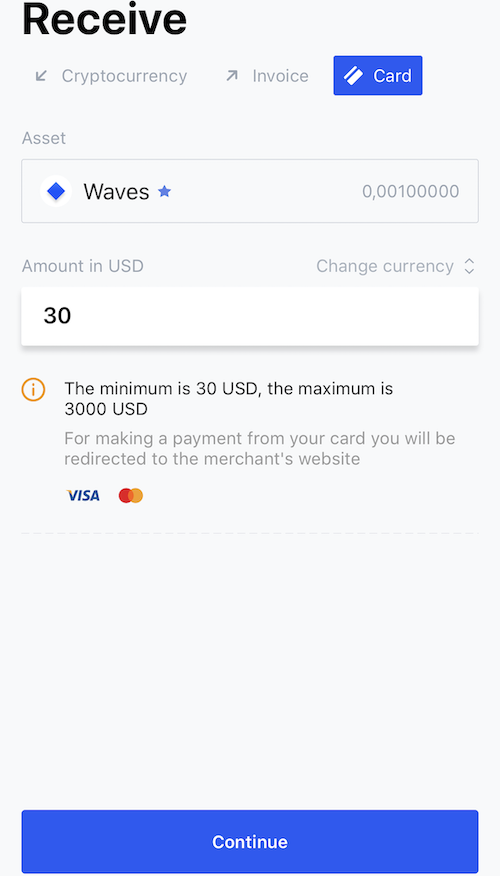 Receive
Cryptocurrency Invoice Card
Asset
Waves 0,00100000
Amount in USD Change currency
30
The minimum is 30 USD, the maximum is
3000 USD
For making a payment from your card you will be
redirected to the merchant's website
VISA
Continue